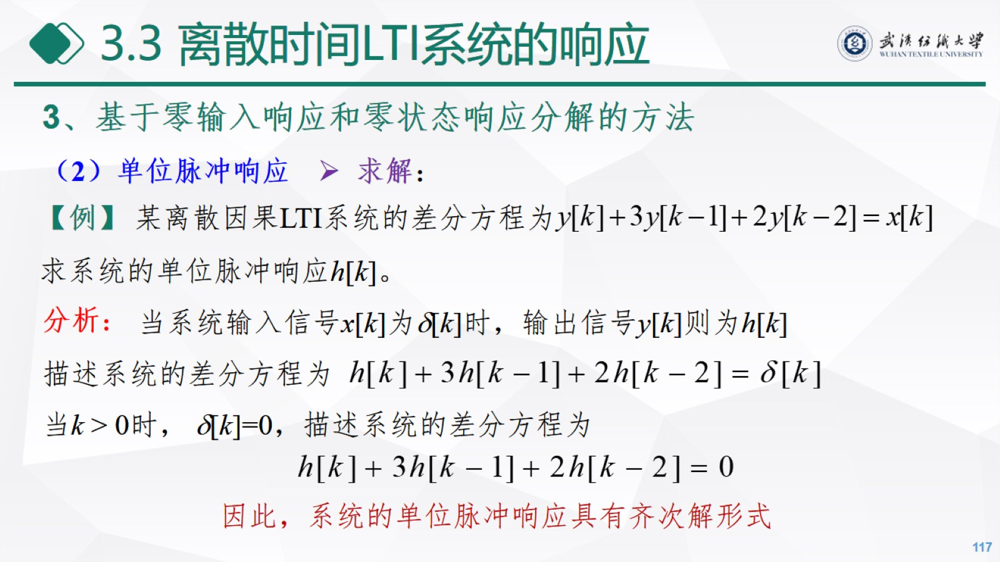 3.3 离散时间LTI系统的响应
武汉纺织大学
WUHAN TEXTILE UNIVERSITY
3、基于零输入响应和零状态响应分解的方法
（2）单位脉冲响应 ➢ 求解：
【例】 某离散因果LTI系统的差分方程为y[k]+3y[k−1]+2y[k−2]=x[k]
求系统的单位脉冲响应h[k]。
分析： 当系统输入信号x[k]为δ[k]时，输出信号y[k]则为h[k]
描述系统的差分方程为 h[k]+3h[k−1]+2h[k−2]=δ[k]
当k > 0时， δ[k]=0，描述系统的差分方程为
h[k]+3h[k−1]+2h[k−2]=0
因此，系统的单位脉冲响应具有齐次解形式
117